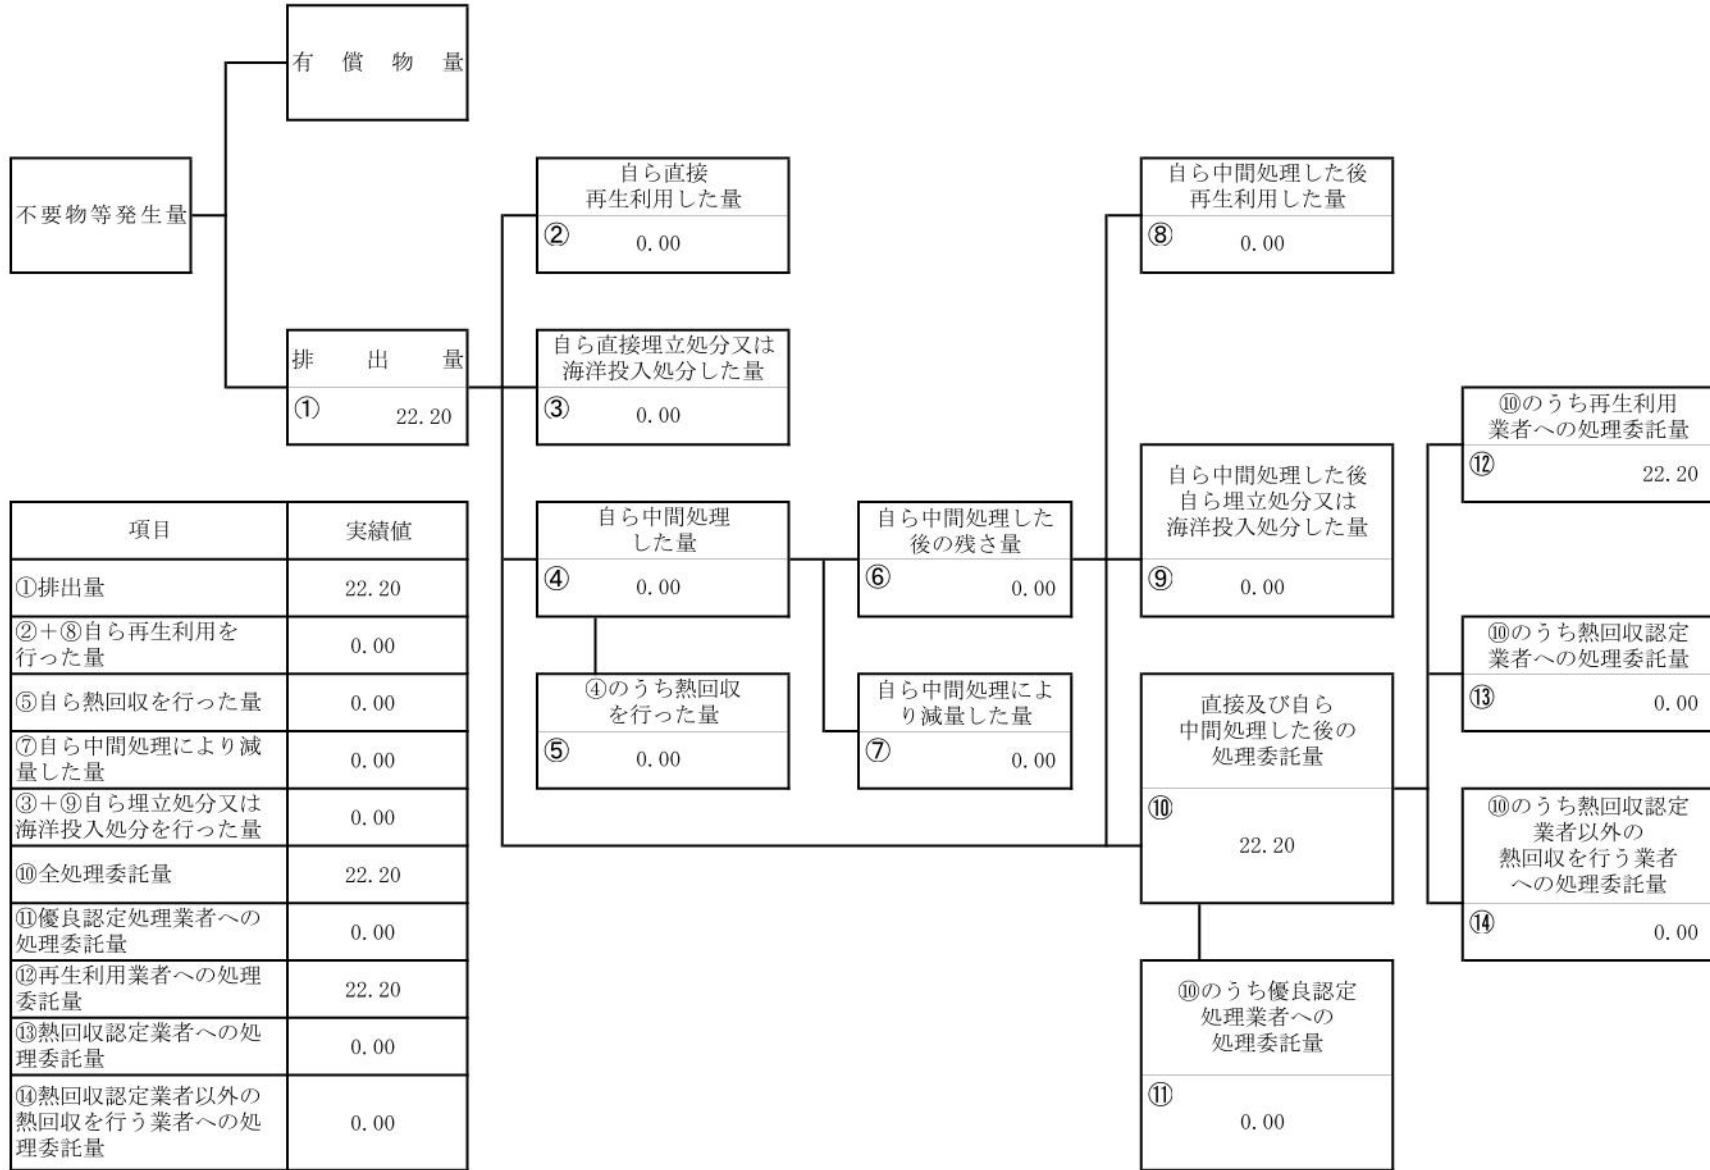 有償物量
不要物等発生量
排出量
① 22.20
自ら直接
再生利用した量
② 0.00
自ら直接埋立処分又は
海洋投入処分した量
③ 0.00
自ら中間処理
した量
④ 0.00
④のうち熱回収
を行った量
⑤ 0.00
自ら中間処理した
後の残さ量
⑥ 0.00
自ら中間処理によ
り減量した量
⑦ 0.00
自ら中間処理した後
再生利用した量
⑧ 0.00
自ら中間処理した後
自ら埋立処分又は
海洋投入処分した量
⑨ 0.00
直接及び自ら
中間処理した後の
処理委託量
⑩
22.20
⑩のうち優良認定
処理業者への
処理委託量
⑪
0.00
⑩のうち再生利用
業者への処理委託量
⑫ 22.20
⑩のうち熱回収認定
業者への処理委託量
⑬ 0.00
⑩のうち熱回収認定
業者以外の
熱回収を行う業者
への処理委託量
⑭ 0.00
項目 実績値
①排出量 22.20
②+⑧自ら再生利用を
行った量 0.00
⑤自ら熱回収を行った量 0.00
⑦自ら中間処理により減
量した量 0.00
③+⑨自ら埋立処分又は
海洋投入処分を行った量 0.00
⑩全処理委託量 22.20
⑪優良認定処理業者への
処理委託量 0.00
⑫再生利用業者への処理
委託量 22.20
⑬熱回収認定業者への処
理委託量 0.00
⑭熱回収認定業者以外の
熱回収を行う業者への処
理委託量 0.00